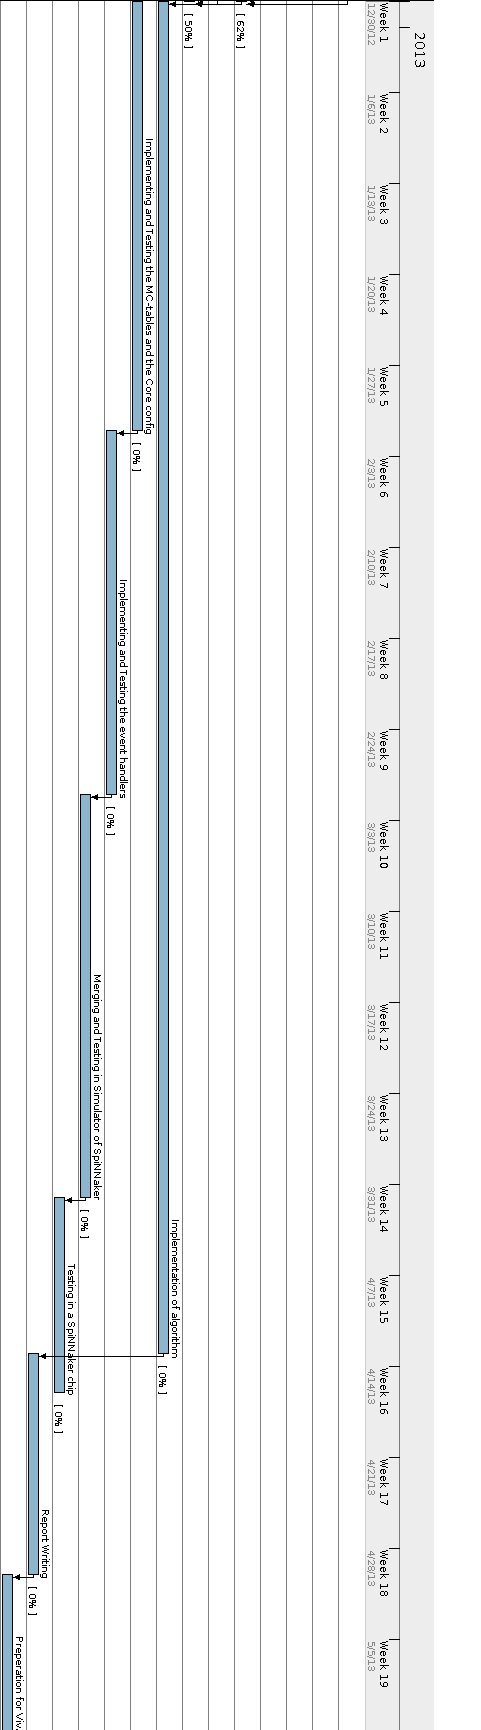 2013
Week 1
Week 2
Week 3
Week 4
Week 5
Week 6
Week 7
Week 8
Week 9
Week 10
Week 11
Week 12
Week 13
Week 14
Week 15
Week 16
Week 17
Week 18
Week 19
12/30/12
1/6/13
1/13/13
1/20/13
1/27/13
2/3/13
2/10/13
2/17/13
2/24/13
3/3/13
3/10/13
3/17/13
3/24/13
3/31/13
4/7/13
4/14/13
4/21/13
4/28/13
5/5/13
[ 62% ]
[ 50% ]
Implementation of algorithm
[ 0% ]
Implementing and Testing the MC-tables and the Core config
[ 0% ]
Implementing and Testing the event handlers
[ 0% ]
Merging and Testing in Simulator of SpiNNaker
[ 0% ]
Testing in a SpiNNaker chip
[ 0% ]
Report Writing
[ 0% ]
Preparation for Viv